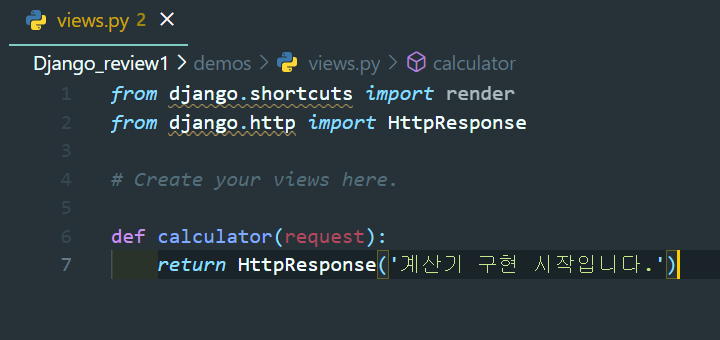 views.py 2 ×
Django_review1 > demos > views.py > calculator
1 from django.shortcuts import render
2 from django.http import HttpResponse
3
4 # Create your views here.
5
6 def calculator(request):
7 return HttpResponse('계산기 구현 시작입니다.')